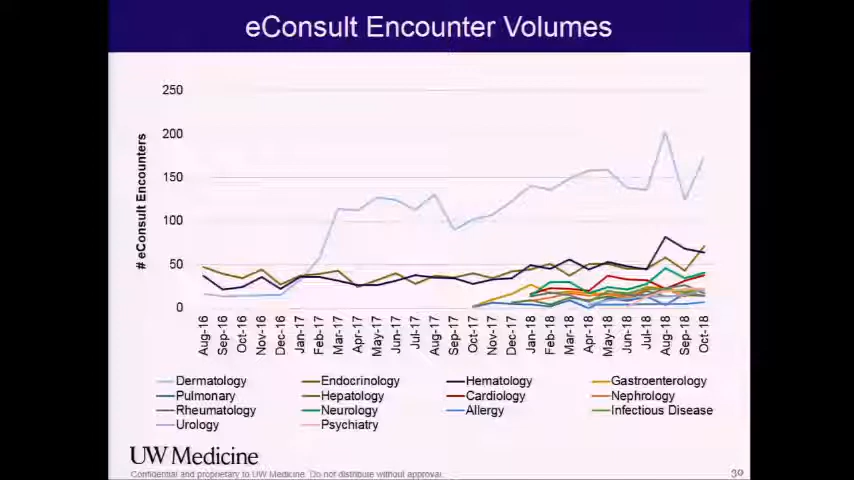 eConsult Encounter Volumes
# eConsult Encounters
250
200
150
100
50
0
Aug-16 Sep-16 Oct-16 Nov-16 Dec-16 Jan-17 Feb-17 Mar-17 Apr-17 May-17 Jun-17 Jul-17 Aug-17 Sep-17 Oct-17 Nov-17 Dec-17 Jan-18 Feb-18 Mar-18 Apr-18 May-18 Jun-18 Jul-18 Aug-18 Sep-18 Oct-18
Dermatology Endocrinology Hematology Gastroenterology
Pulmonary Hepatology Cardiology Nephrology
Rheumatology Neurology Allergy Infectious Disease
Urology Psychiatry
UW Medicine
Confidential and proprietary to UW Medicine. Do not distribute without approval.
39